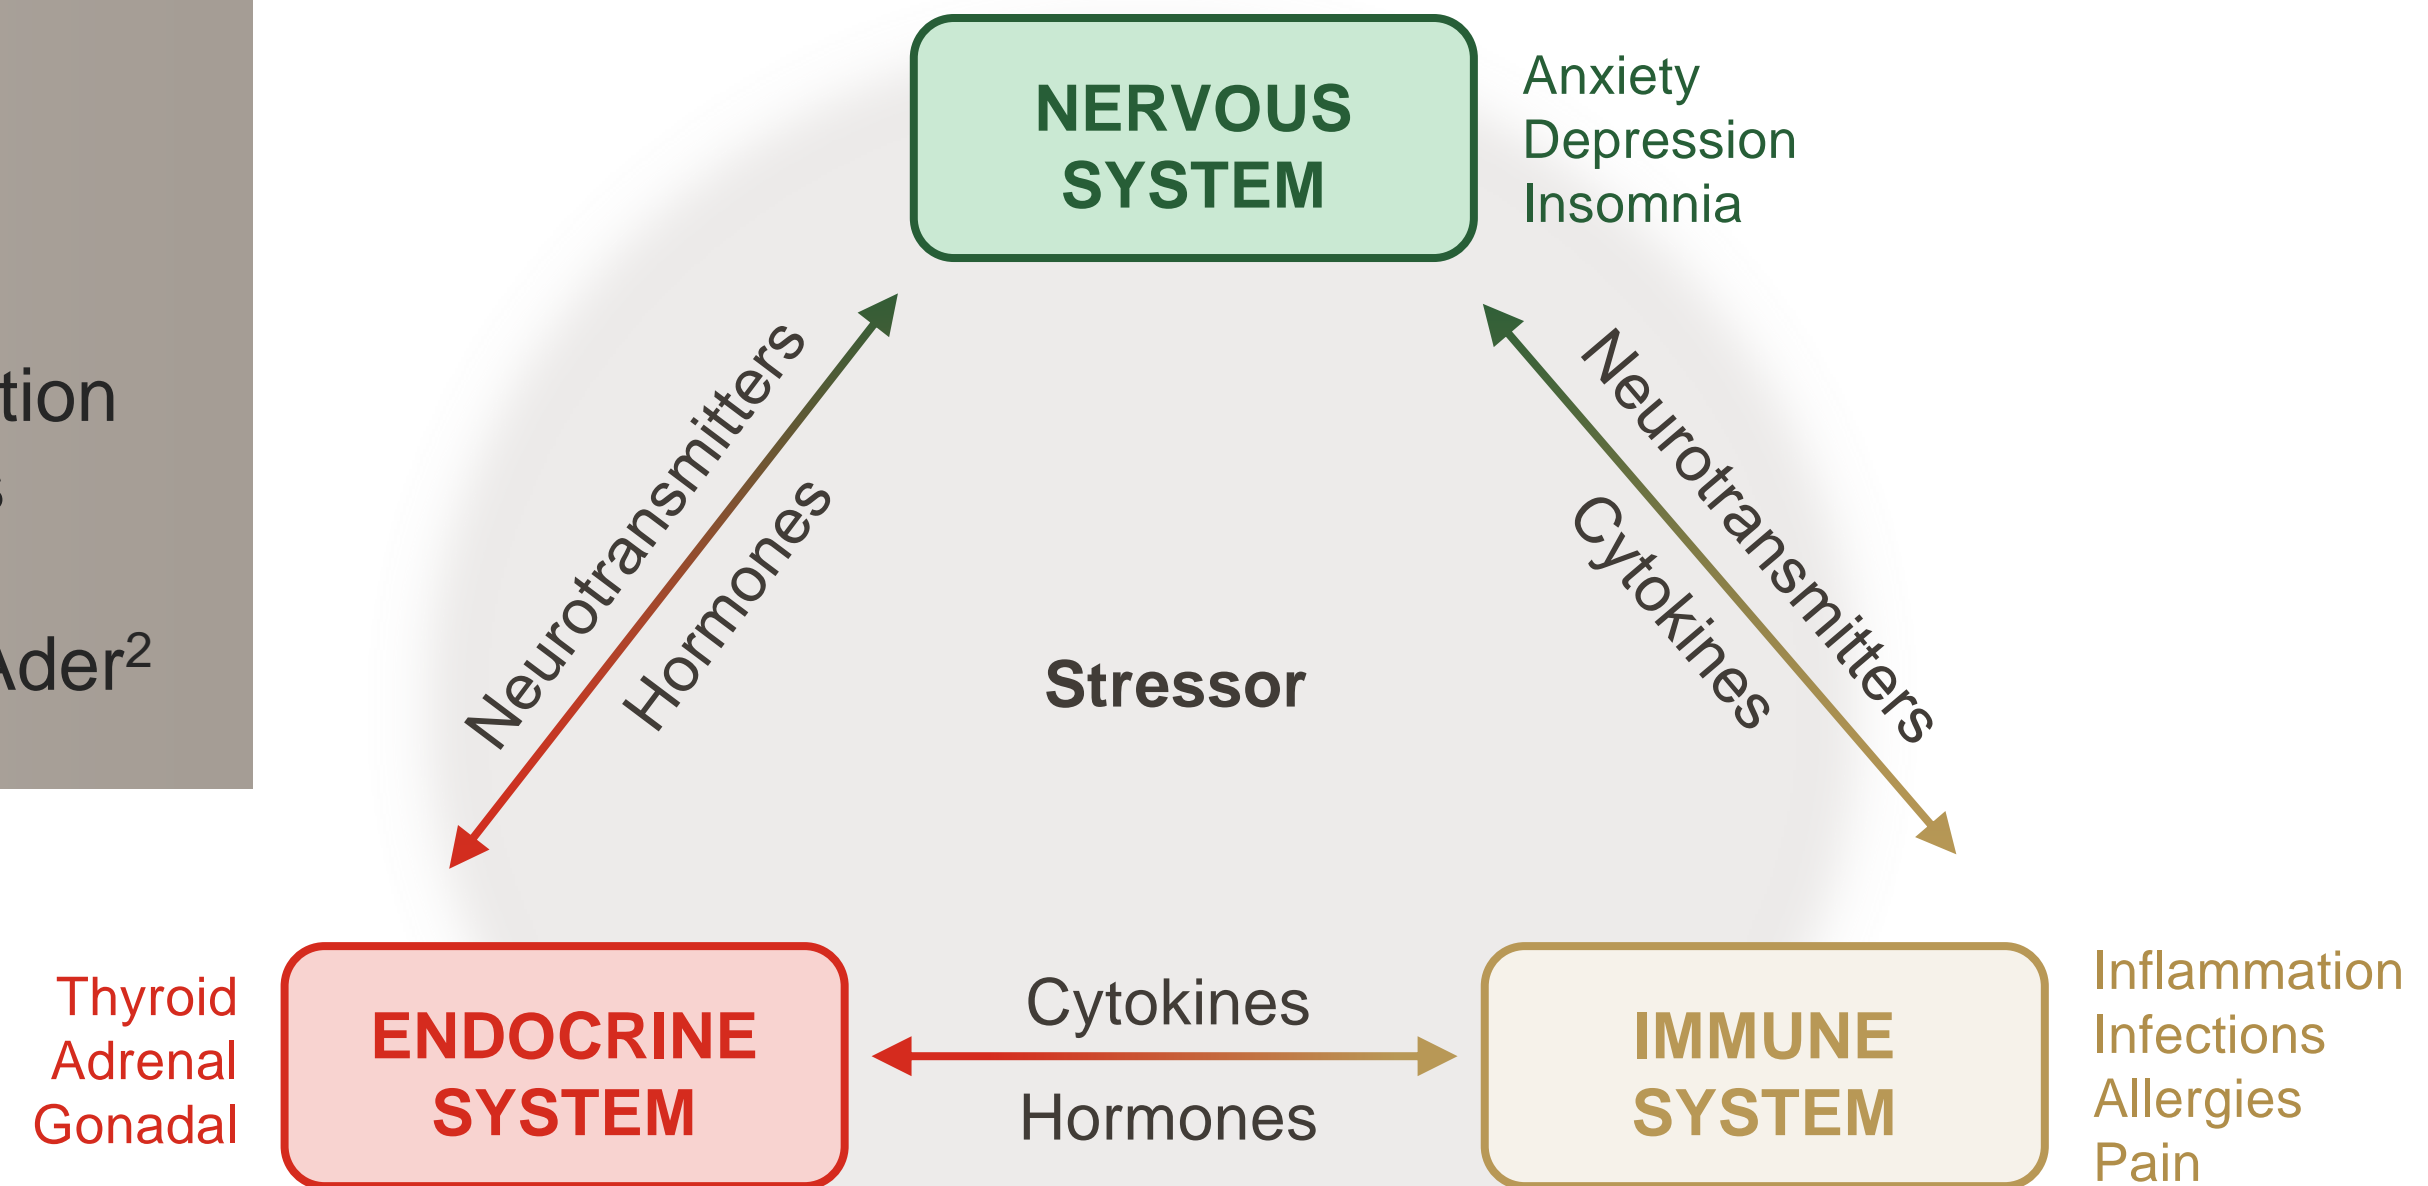 NERVOUS
SYSTEM
Anxiety
Depression
Insomnia
tion
s
Ader²
Neurotransmitters
Hormones
Neurotransmitters
Cytokines
Stressor
Thyroid
Adrenal
Gonadal
ENDOCRINE
SYSTEM
Cytokines
Hormones
IMMUNE
SYSTEM
Inflammation
Infections
Allergies
Pain